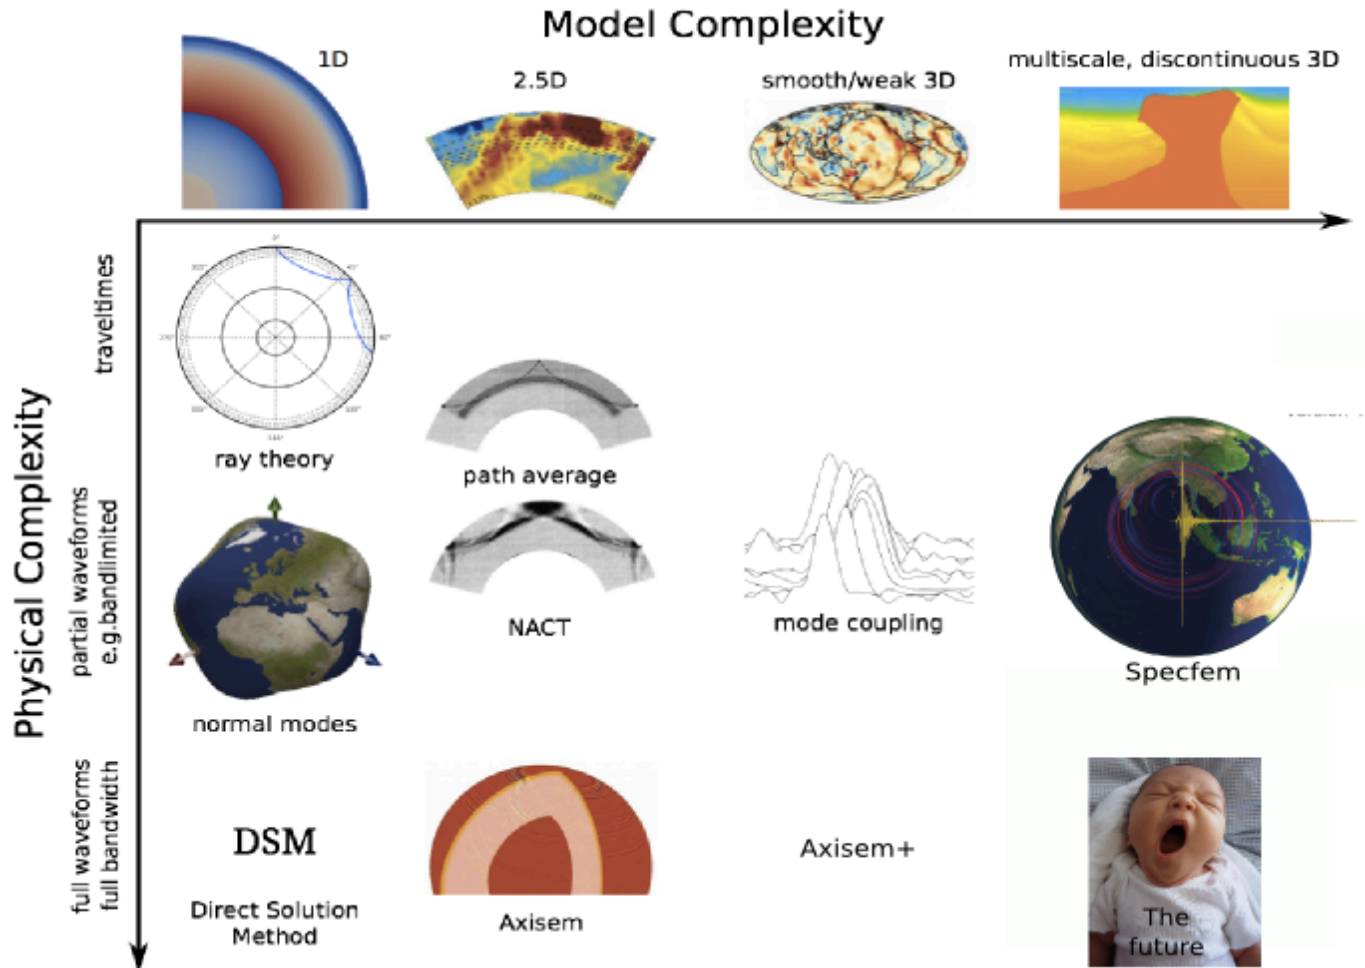 Model Complexity
1D
2.5D
smooth/weak 3D
multiscale, discontinuous 3D
Physical Complexity
traveltimes
partial waveforms
e.g.bandlimited
full waveforms
full bandwidth
0°
ray theory
path average
normal modes
NACT
mode coupling
Specfem
DSM
Direct Solution
Method
Axisem
Axisem+
The
future